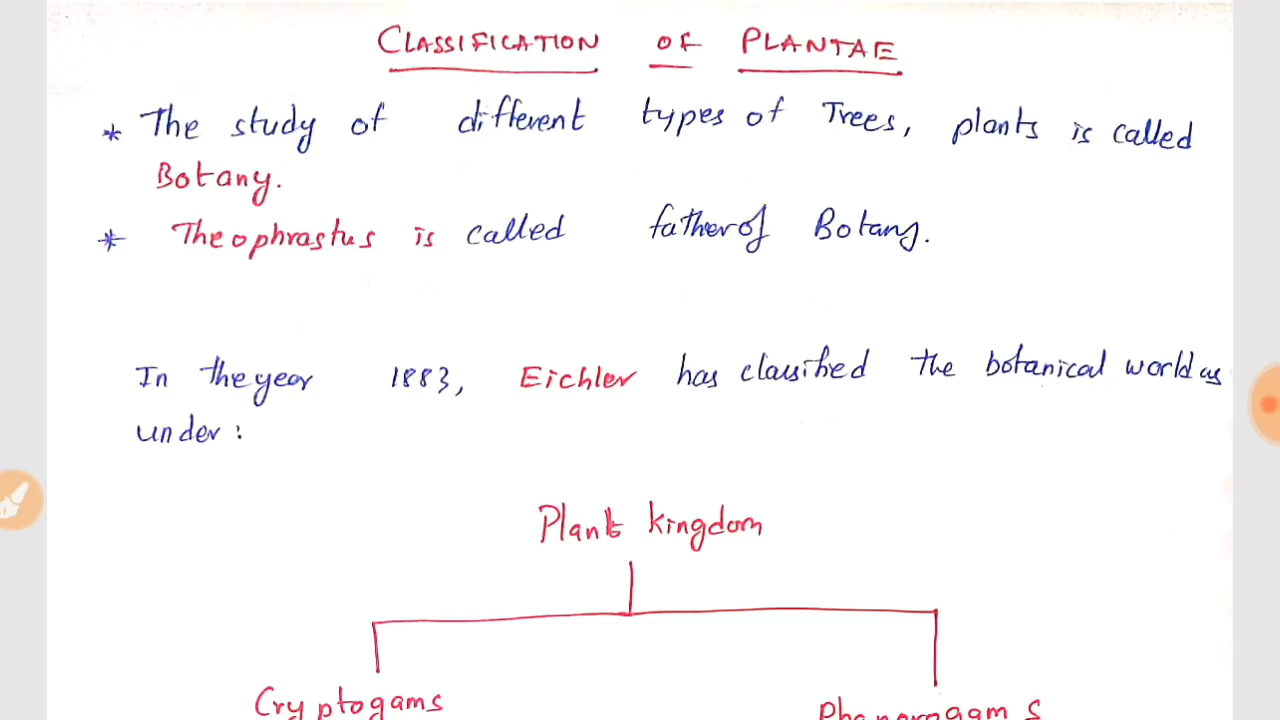 CLASSIFICATION OF PLANTAE
* The study of different types of Trees, plants is called
Botany.
* Theophrastus is called father of Botany.
In the year 1883, Eichler has classified the botanical world as
under :
Plant kingdom
Cryptogams Phanerogams